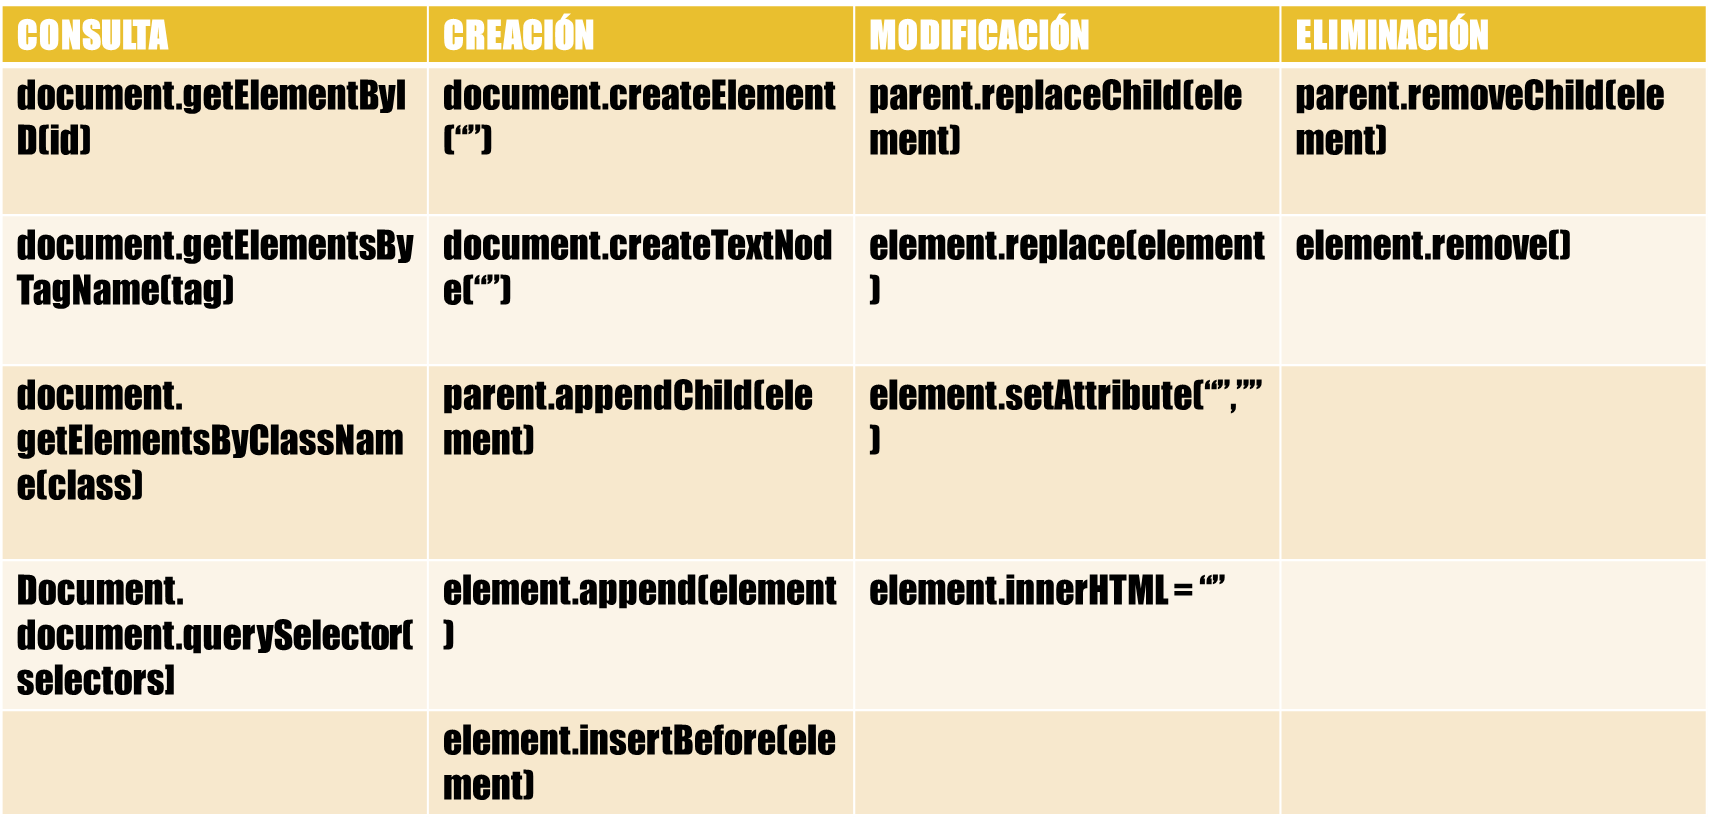 CONSULTA CREACIÓN MODIFICACIÓN ELIMINACIÓN
document.getElementByI
D(id)
document.createElement
(“”)
parent.replaceChild(ele
ment)
parent.removeChild(ele
ment)
document.getElementsBy
TagName(tag)
document.createTextNod
e(“”)
element.replace(element
)
element.remove()
document.
getElementsByClassNam
e(class)
parent.appendChild(ele
ment)
element.setAttribute(“”,””
)
Document.
document.querySelector(
selectors]
element.append(element
)
element.innerHTML = “”
element.insertBefore(ele
ment)